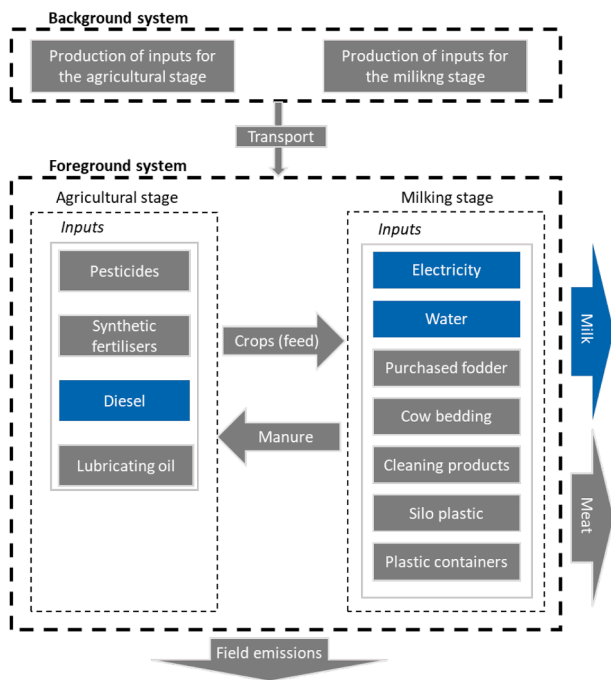 Background system
Production of inputs for
the agricultural stage
Production of inputs for
the milikng stage
Transport
Foreground system
Agricultural stage
Inputs
Pesticides
Synthetic
fertilisers
Diesel
Lubricating oil
Crops (feed)
Manure
Milking stage
Inputs
Electricity
Water
Purchased fodder
Cow bedding
Cleaning products
Silo plastic
Plastic containers
Milk
Meat
Field emissions